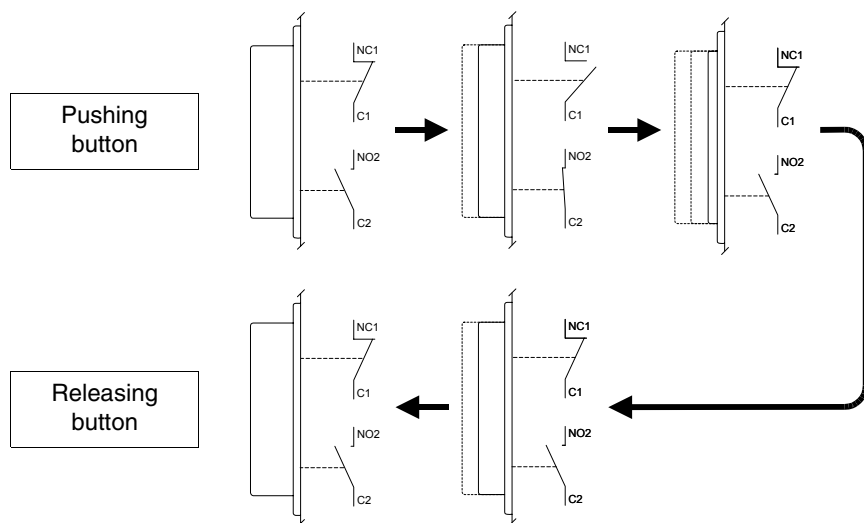 Pushing
button
NC1
C1
NO2
C2
NC1
C1
NO2
C2
NC1
C1
NO2
C2
Releasing
button
NC1
C1
NO2
C2
NC1
C1
NO2
C2